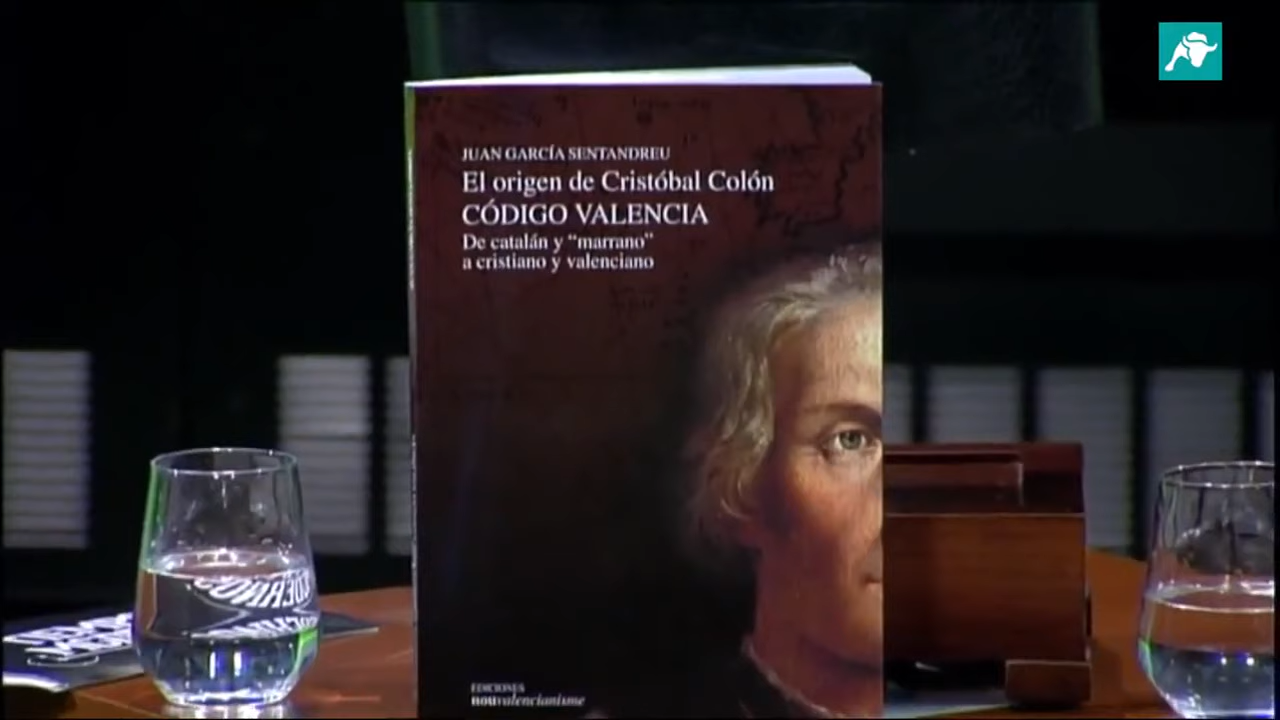 JUAN GARCÍA SENTANDREU
El origen de Cristóbal Colón
CÓDIGO VALENCIA
De catalán y “marrano”
a cristiano y valenciano
EDICIONES
nouvalencianisme